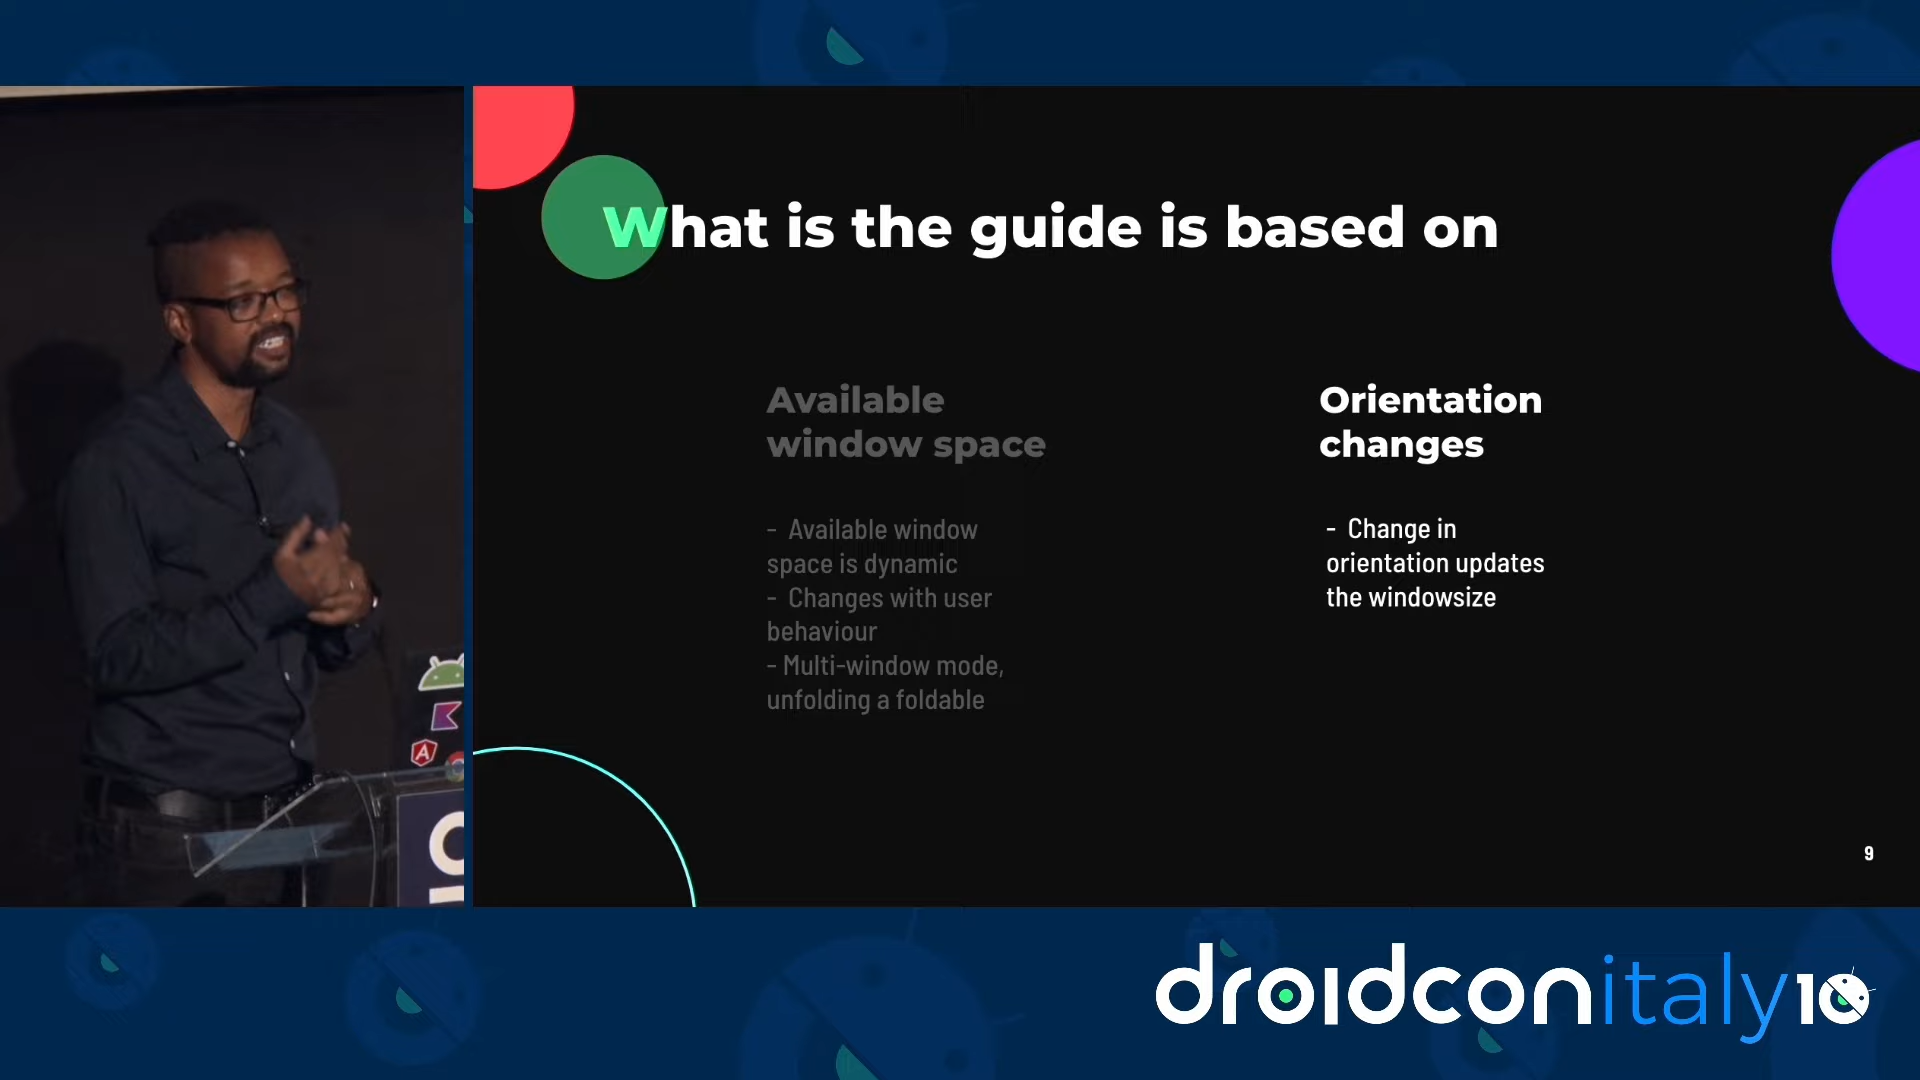 What is the guide is based on
Available
window space
- Available window
space is dynamic
- Changes with user
behaviour
- Multi-window mode,
unfolding a foldable
Orientation
changes
- Change in
orientation updates
the windowsize
9
droidconitaly10